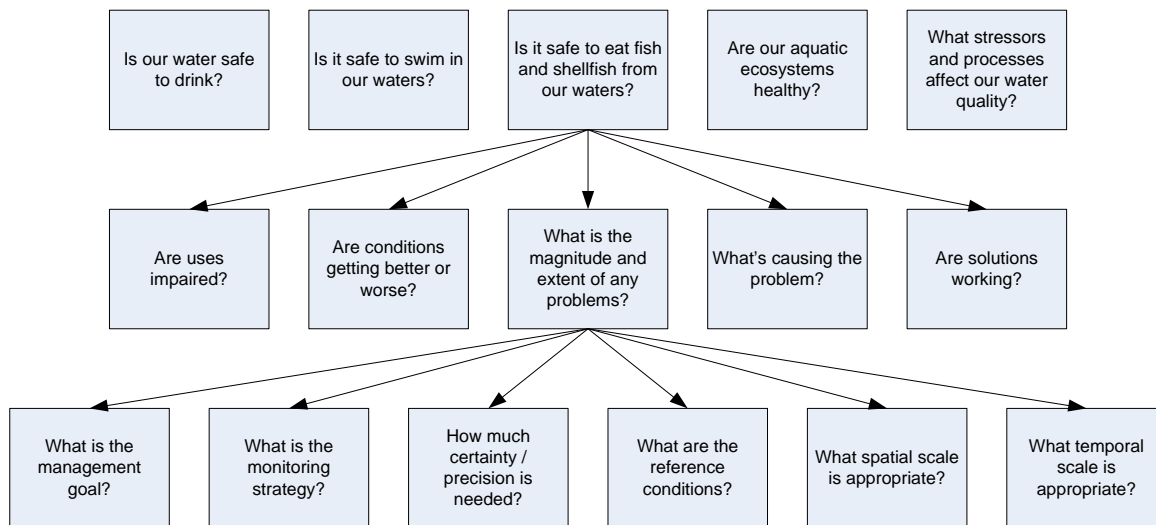 Is our water safe
to drink?
Is it safe to swim in
our waters?
Is it safe to eat fish
and shellfish from
our waters?
Are our aquatic
ecosystems
healthy?
What stressors
and processes
affect our water
quality?
Are uses
impaired?
Are conditions
getting better or
worse?
What is the
magnitude and
extent of any
problems?
What's causing the
problem?
Are solutions
working?
What is the
management
goal?
What is the
monitoring
strategy?
How much
certainty /
precision is
needed?
What are the
reference
conditions?
What spatial scale
is appropriate?
What temporal
scale is
appropriate?